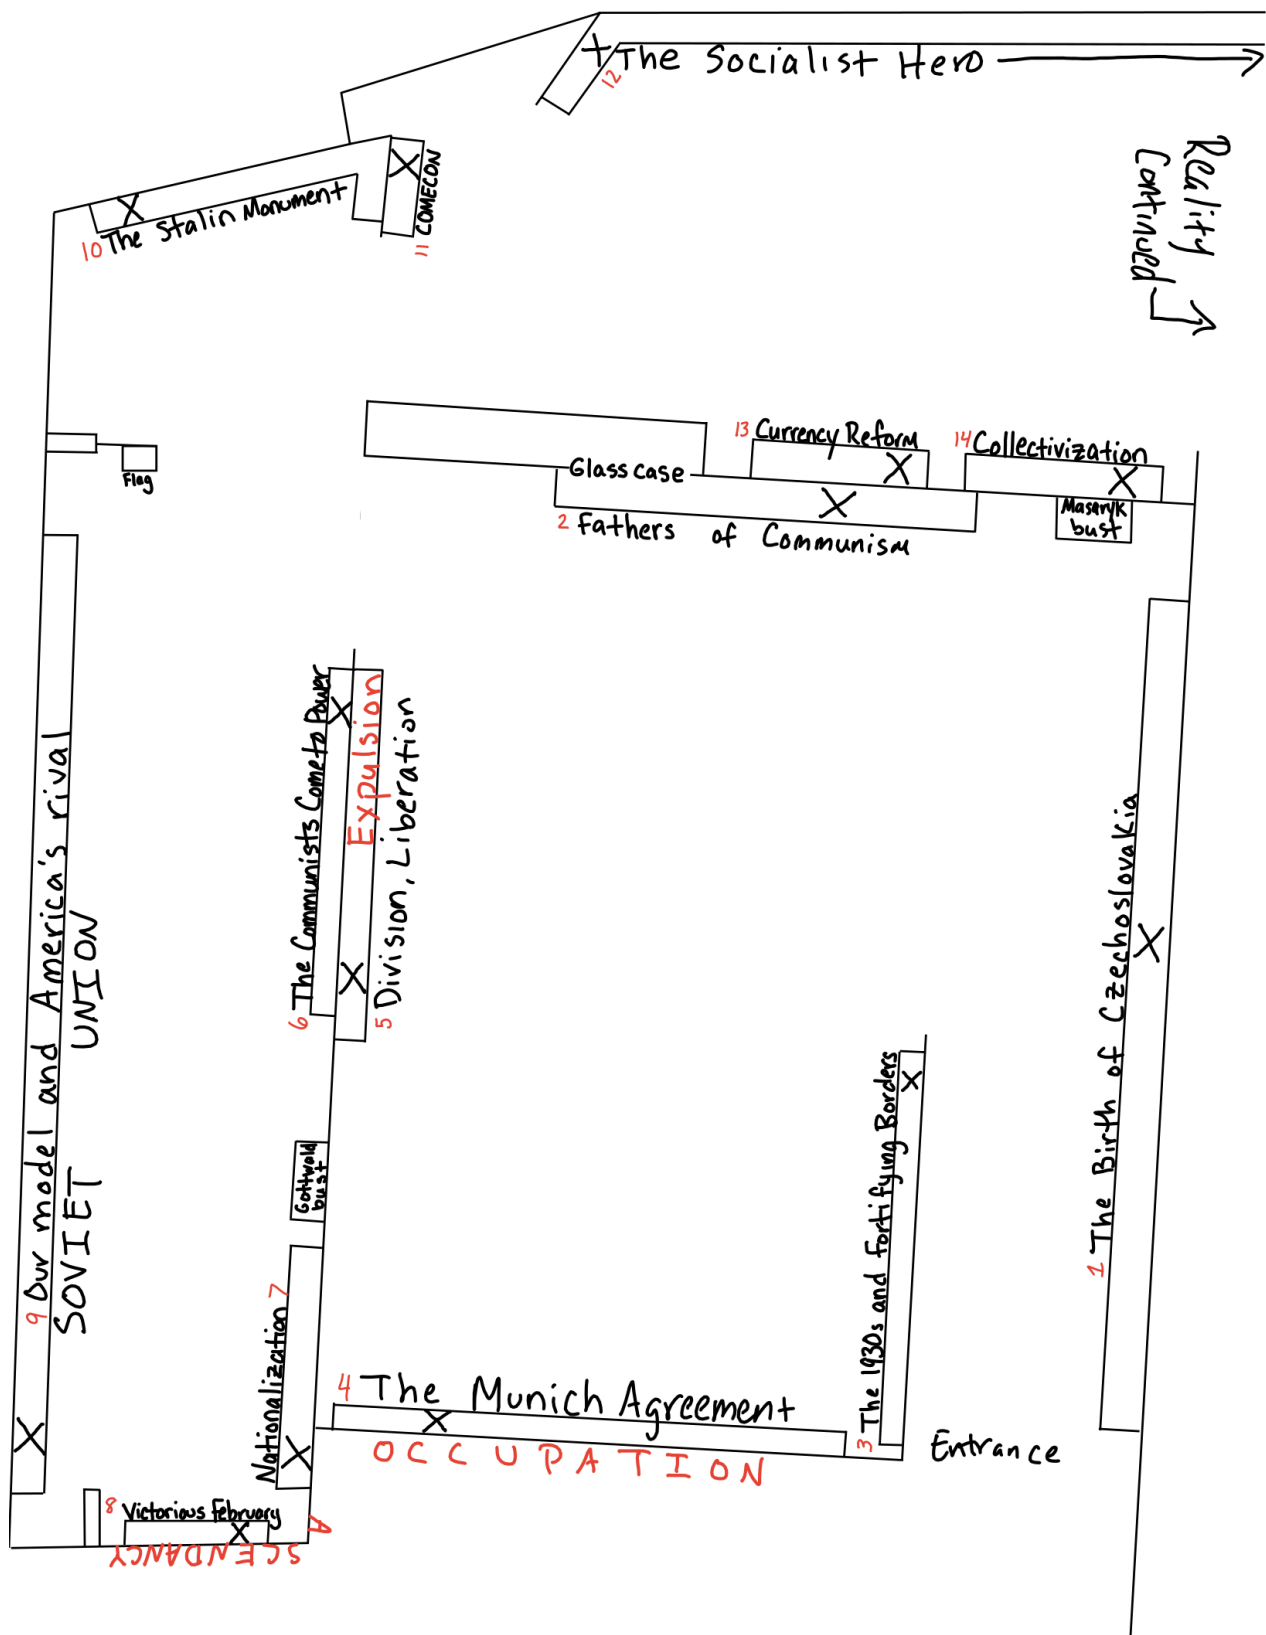 12 The Socialist Hero
Reality
Continued
11 COMECON
10 The Stalin Monument
Flag
Glass case
13 Currency Reform
14 Collectivization
2 Fathers of Communism
Masaryk
bust
6 The Communists Come to Power
Expulsion
5 Division, Liberation
9 Our model and America's rival
SOVIET UNION
Gottwald
bust
Nationalization 7
1 The Birth of Czechoslovakia
3 The 1930s and Fortifying Borders
4 The Munich Agreement
OCCUPATION
Entrance
8 Victorious February
ASCENDANCY